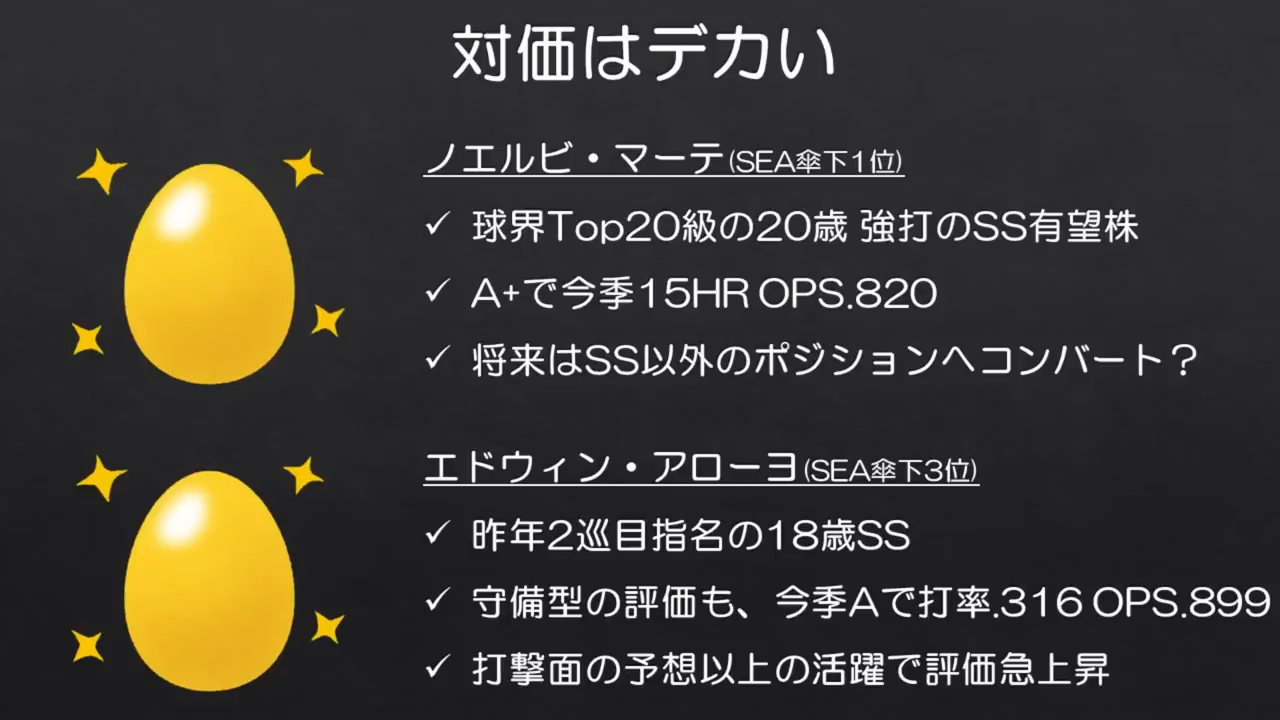 対価はデカい
ノエルビ・マーテ(SEA傘下1位)
✓ 球界Top20級の20歳 強打のSS有望株
✓ A+で今季15HR OPS.820
✓ 将来はSS以外のポジションへコンバート？
エドウィン・アローヨ(SEA傘下3位)
✓ 昨年2巡目指名の18歳SS
✓ 守備型の評価も、今季Aで打率.316 OPS.899
✓ 打撃面の予想以上の活躍で評価急上昇